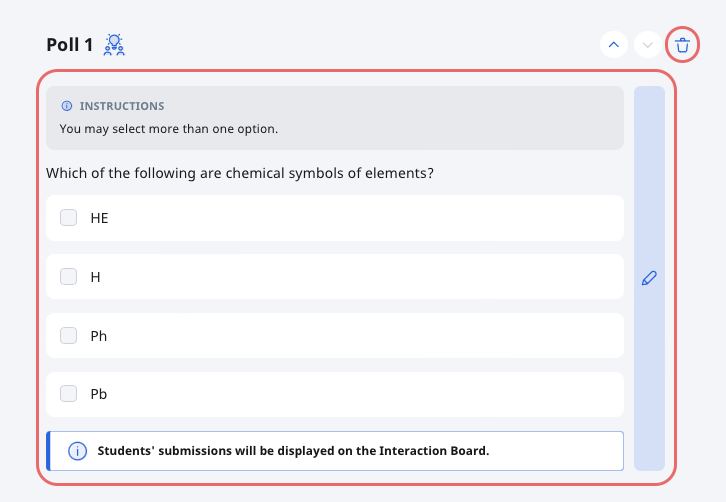 Poll 1
INSTRUCTIONS
You may select more than one option.
Which of the following are chemical symbols of elements?
HE
H
Ph
Pb
Students' submissions will be displayed on the Interaction Board.